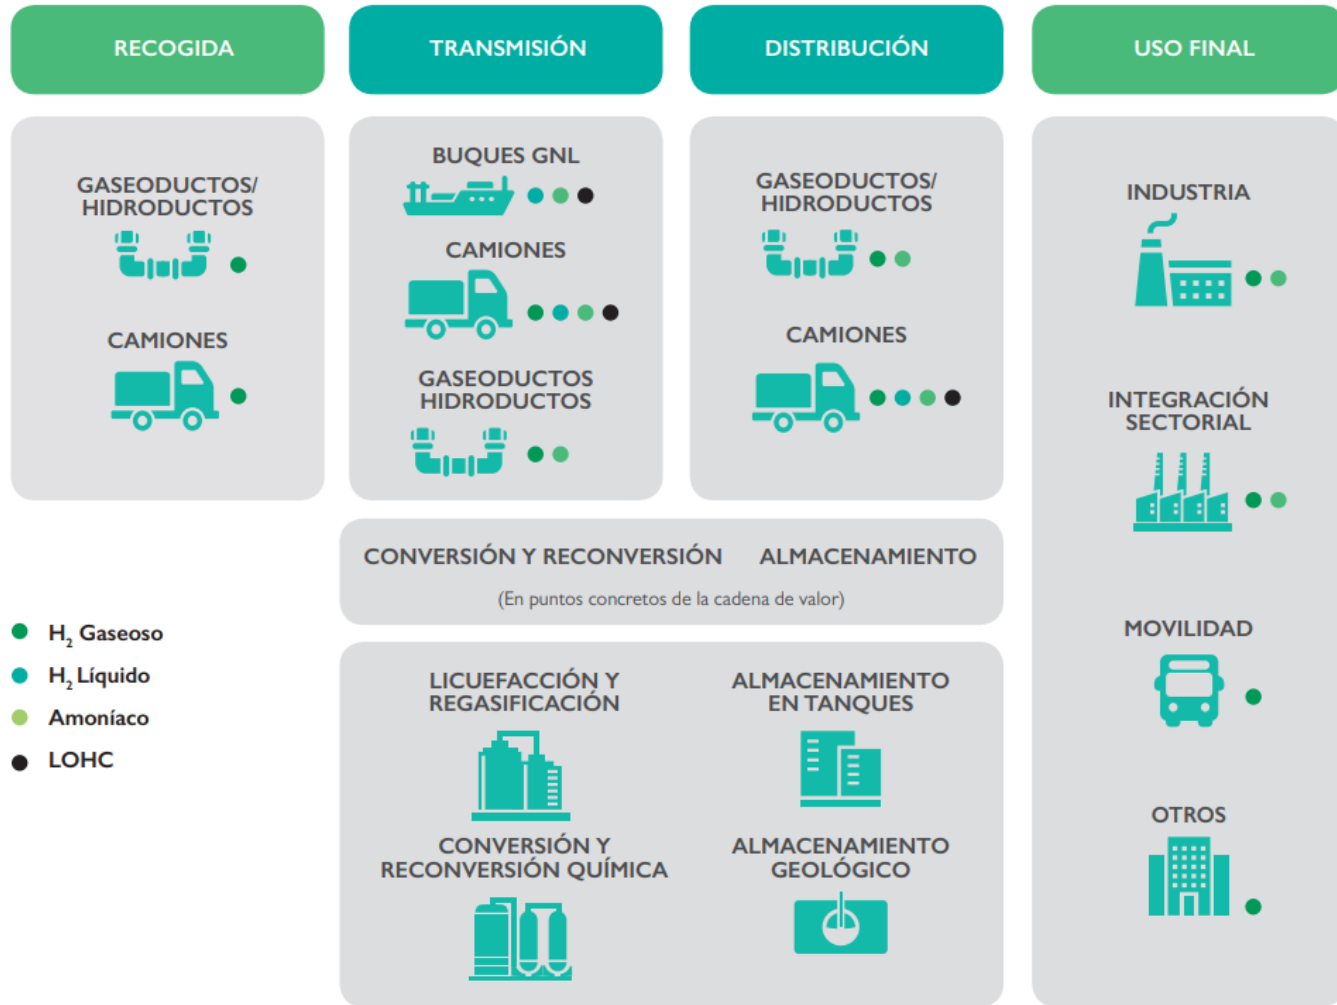 RECOGIDA
TRANSMISIÓN
DISTRIBUCIÓN
USO FINAL
GASEODUCTOS/
HIDRODUCTOS
CAMIONES
BUQUES GNL
CAMIONES
GASEODUCTOS
HIDRODUCTOS
GASEODUCTOS/
HIDRODUCTOS
CAMIONES
INDUSTRIA
INTEGRACIÓN
SECTORIAL
MOVILIDAD
OTROS
CONVERSIÓN Y RECONVERSIÓN ALMACENAMIENTO
(En puntos concretos de la cadena de valor)
LICUEFACCIÓN Y
REGASIFICACIÓN
ALMACENAMIENTO
EN TANQUES
CONVERSIÓN Y
RECONVERSIÓN QUÍMICA
ALMACENAMIENTO
GEOLÓGICO
H₂ Gaseoso
H₂ Líquido
Amoníaco
LOHC